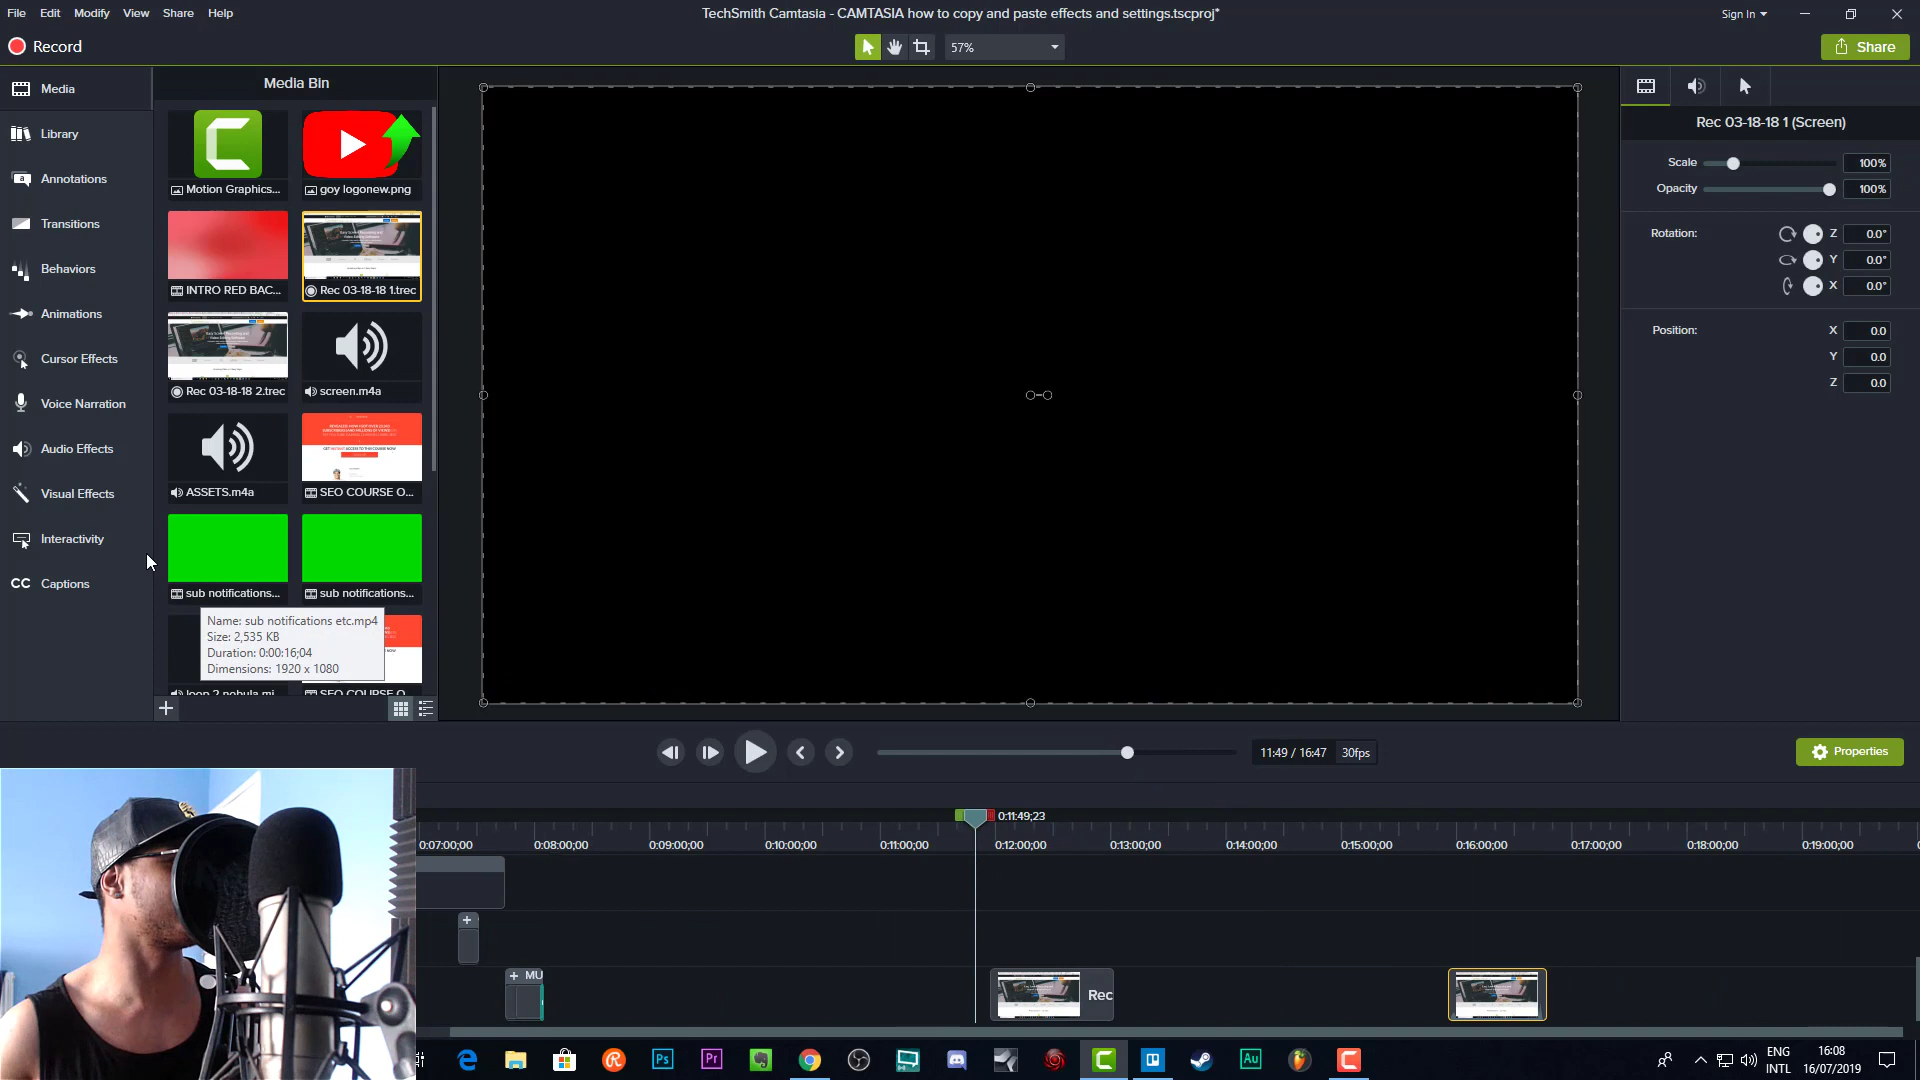 File Edit Modify View Share Help
TechSmith Camtasia - CAMTASIA how to copy and paste effects and settings.tscproj*
Sign In
Record
57%
Share
Media
Library
Annotations
Transitions
Behaviors
Animations
Cursor Effects
Voice Narration
Audio Effects
Visual Effects
Interactivity
CC Captions
Media Bin
Motion Graphics... goy logonew.png
INTRO RED BAC... Rec 03-18-18 1.trec
Rec 03-18-18 2.trec screen.m4a
ASSETS.m4a SEO COURSE O...
sub notifications... sub notifications...
Name: sub notifications etc.mp4
Size: 2,535 KB
Duration: 0:00:16;04
Dimensions: 1920 x 1080
Rec 03-18-18 1 (Screen)
Scale 100%
Opacity 100%
Rotation: Z 0.0°
Y 0.0°
X 0.0°
Position: X 0.0
Y 0.0
Z 0.0
11:49 / 16:47 30fps
Properties
0:11:49;23
0:07:00;00 0:08:00;00 0:09:00;00 0:10:00;00 0:11:00;00 0:12:00;00 0:13:00;00 0:14:00;00 0:15:00;00 0:16:00;00 0:17:00;00 0:18:00;00 0:19:00;00
MU
Rec
Ps Pr Au
ENG
INTL
16:08
16/07/2019